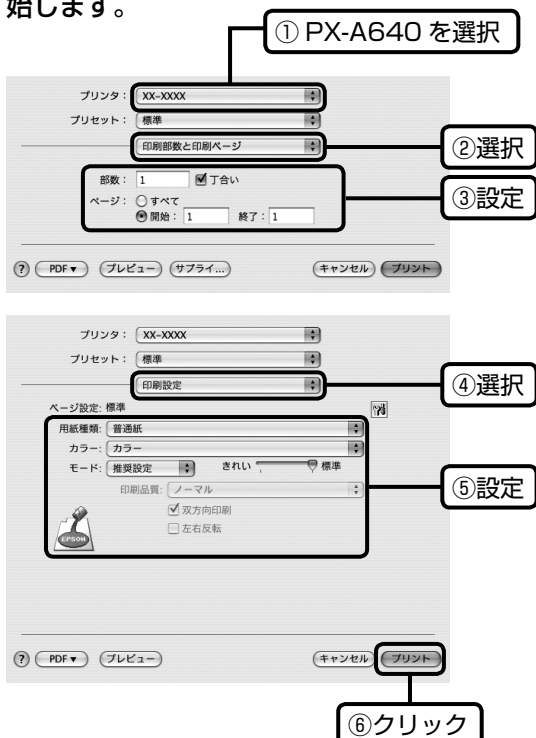 始します。
① PX-A640 を選択
プリンタ： XX-XXXX
プリセット： 標準
印刷部数と印刷ページ
②選択
部数： 1 丁合い
③設定
ページ： すべて
開始： 1 終了： 1
? PDF▼ プレビュー サプライ... キャンセル プリント
プリンタ： XX-XXXX
プリセット： 標準
印刷設定
④選択
ページ設定: 標準
用紙種類: 普通紙
カラー: カラー
モード: 推奨設定 きれい 標準
印刷品質: ノーマル
⑤設定
双方向印刷
左右反転
EPSON
? PDF▼ プレビュー キャンセル プリント
⑥クリック